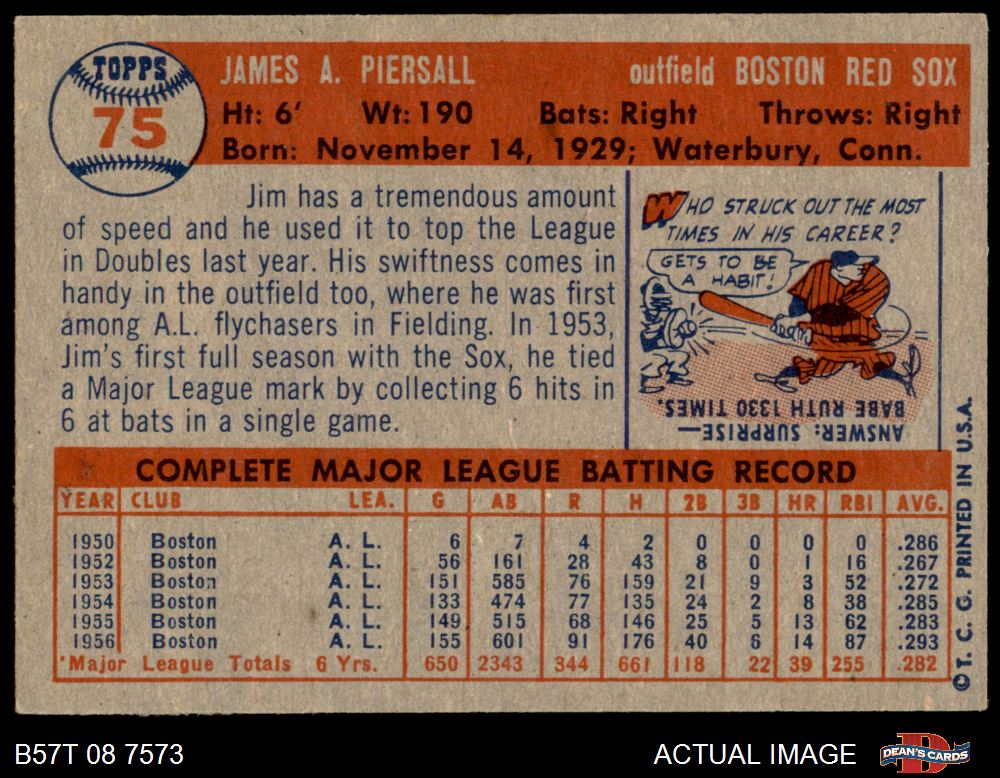 TOPPS
75
JAMES A. PIERSALL outfield BOSTON RED SOX
Ht: 6' Wt: 190 Bats: Right Throws: Right
Born: November 14, 1929; Waterbury, Conn.
Jim has a tremendous amount
of speed and he used it to top the League
in Doubles last year. His swiftness comes in
handy in the outfield too, where he was first
among A.L. flychasers in Fielding. In 1953,
Jim's first full season with the Sox, he tied
a Major League mark by collecting 6 hits in
6 at bats in a single game.
WHO STRUCK OUT THE MOST
TIMES IN HIS CAREER?
GETS TO BE
A HABIT!
ANSWER: SURPRISE—
BABE RUTH 1330 TIMES.
COMPLETE MAJOR LEAGUE BATTING RECORD
YEAR CLUB LEA. G AB R H 2B 3B HR RBI AVG.
1950 Boston A. L. 6 7 4 2 0 0 0 0 .286
1952 Boston A. L. 56 161 28 43 8 0 1 16 .267
1953 Boston A. L. 151 585 76 159 21 9 3 52 .272
1954 Boston A. L. 133 474 77 135 24 2 8 38 .285
1955 Boston A. L. 149 515 68 146 25 5 13 62 .283
1956 Boston A. L. 155 601 91 176 40 6 14 87 .293
Major League Totals 6 Yrs. 650 2343 344 661 118 22 39 255 .282
©T. C. G. PRINTED IN U.S.A.
B57T 08 7573 ACTUAL IMAGE
DEAN'S CARDS